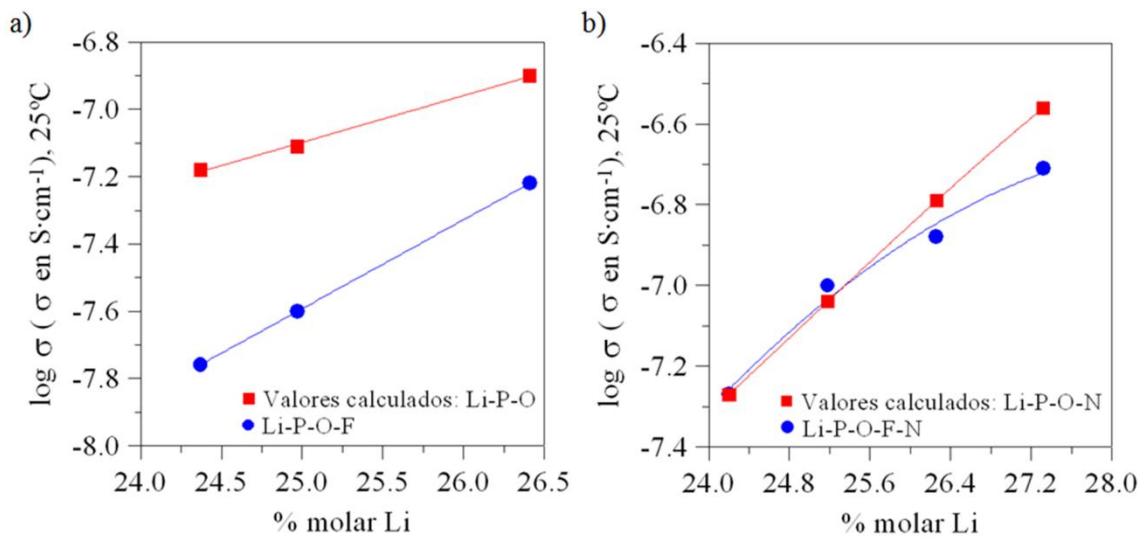 a)
log σ ( σ en S·cm⁻¹), 25ºC
-6.8
-7.0
-7.2
-7.4
-7.6
-7.8
-8.0
Valores calculados: Li-P-O
Li-P-O-F
24.0 24.5 25.0 25.5 26.0 26.5
% molar Li
b)
log σ ( σ en S·cm⁻¹), 25ºC
-6.4
-6.6
-6.8
-7.0
-7.2
-7.4
Valores calculados: Li-P-O-N
Li-P-O-F-N
24.0 24.8 25.6 26.4 27.2 28.0
% molar Li